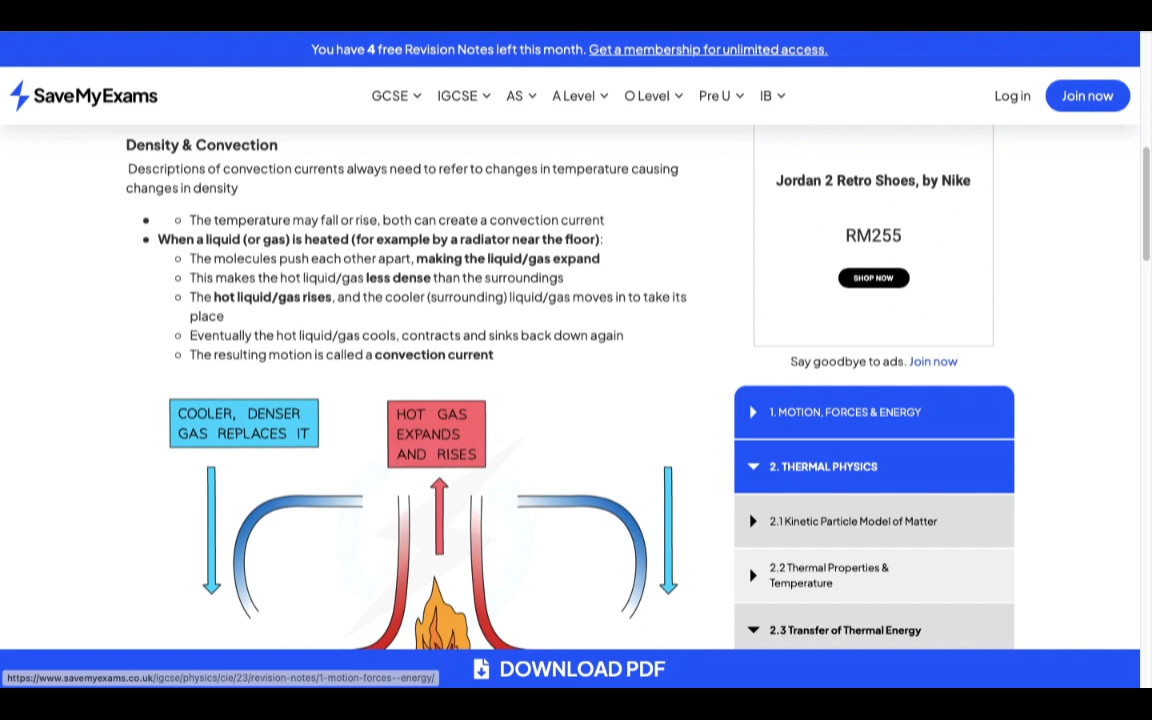 You have 4 free Revision Notes left this month. Get a membership for unlimited access.
SaveMyExams
GCSE
IGCSE
AS
A Level
O Level
Pre U
IB
Log in
Join now
Density & Convection
Descriptions of convection currents always need to refer to changes in temperature causing
changes in density
The temperature may fall or rise, both can create a convection current
When a liquid (or gas) is heated (for example by a radiator near the floor):
The molecules push each other apart, making the liquid/gas expand
This makes the hot liquid/gas less dense than the surroundings
The hot liquid/gas rises, and the cooler (surrounding) liquid/gas moves in to take its
place
Eventually the hot liquid/gas cools, contracts and sinks back down again
The resulting motion is called a convection current
COOLER, DENSER
GAS REPLACES IT
HOT GAS
EXPANDS
AND RISES
Jordan 2 Retro Shoes, by Nike
RM255
SHOP NOW
Say goodbye to ads. Join now
1. MOTION, FORCES & ENERGY
2. THERMAL PHYSICS
2.1 Kinetic Particle Model of Matter
2.2 Thermal Properties &
Temperature
2.3 Transfer of Thermal Energy
DOWNLOAD PDF
https://www.savemyexams.co.uk/igcse/physics/cie/23/revision-notes/1-motion-forces--energy/